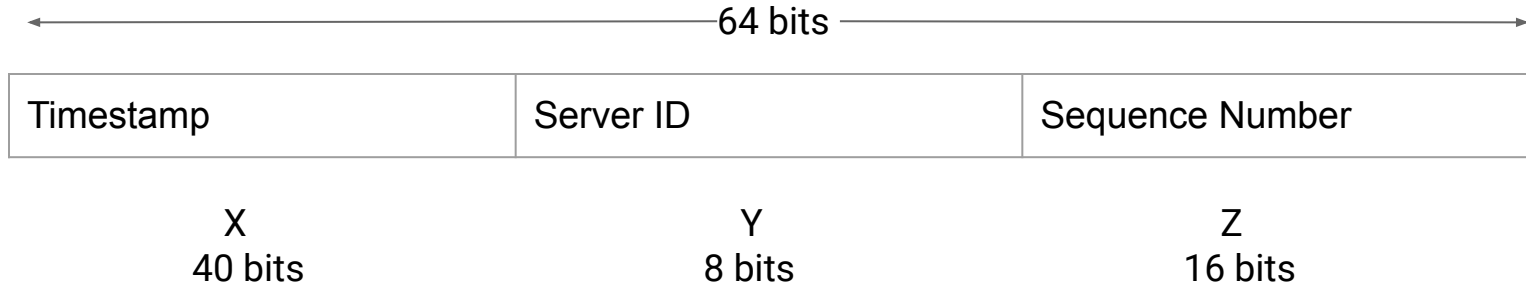 64 bits
Timestamp Server ID Sequence Number
X Y Z
40 bits 8 bits 16 bits